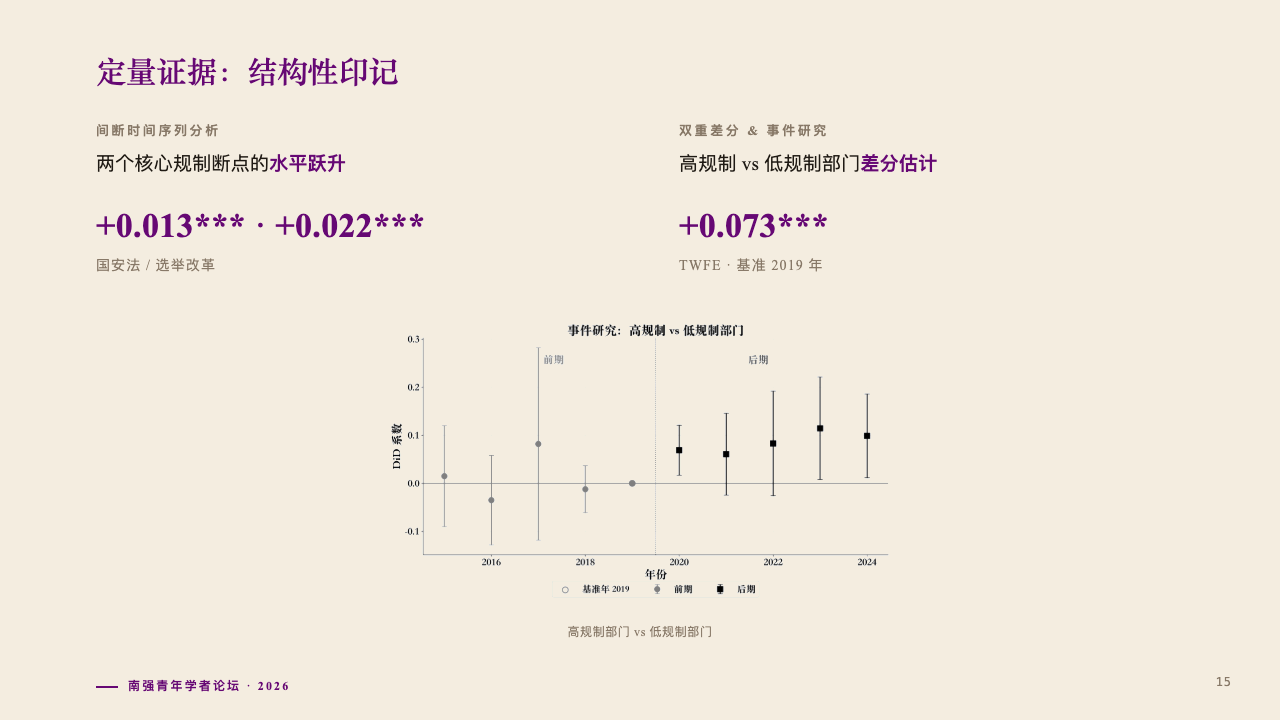 定量证据：结构性印记
间断时间序列分析
两个核心规制断点的水平跃升
+0.013*** · +0.022***
国安法 / 选举改革
双重差分 & 事件研究
高规制 vs 低规制部门差分估计
+0.073***
TWFE · 基准 2019 年
事件研究：高规制 vs 低规制部门
前期
后期
DiD 系数
0.3
0.2
0.1
0.0
-0.1
2016
2018
2020
2022
2024
年份
基准年 2019
前期
后期
高规制部门 vs 低规制部门
南强青年学者论坛 · 2026
15